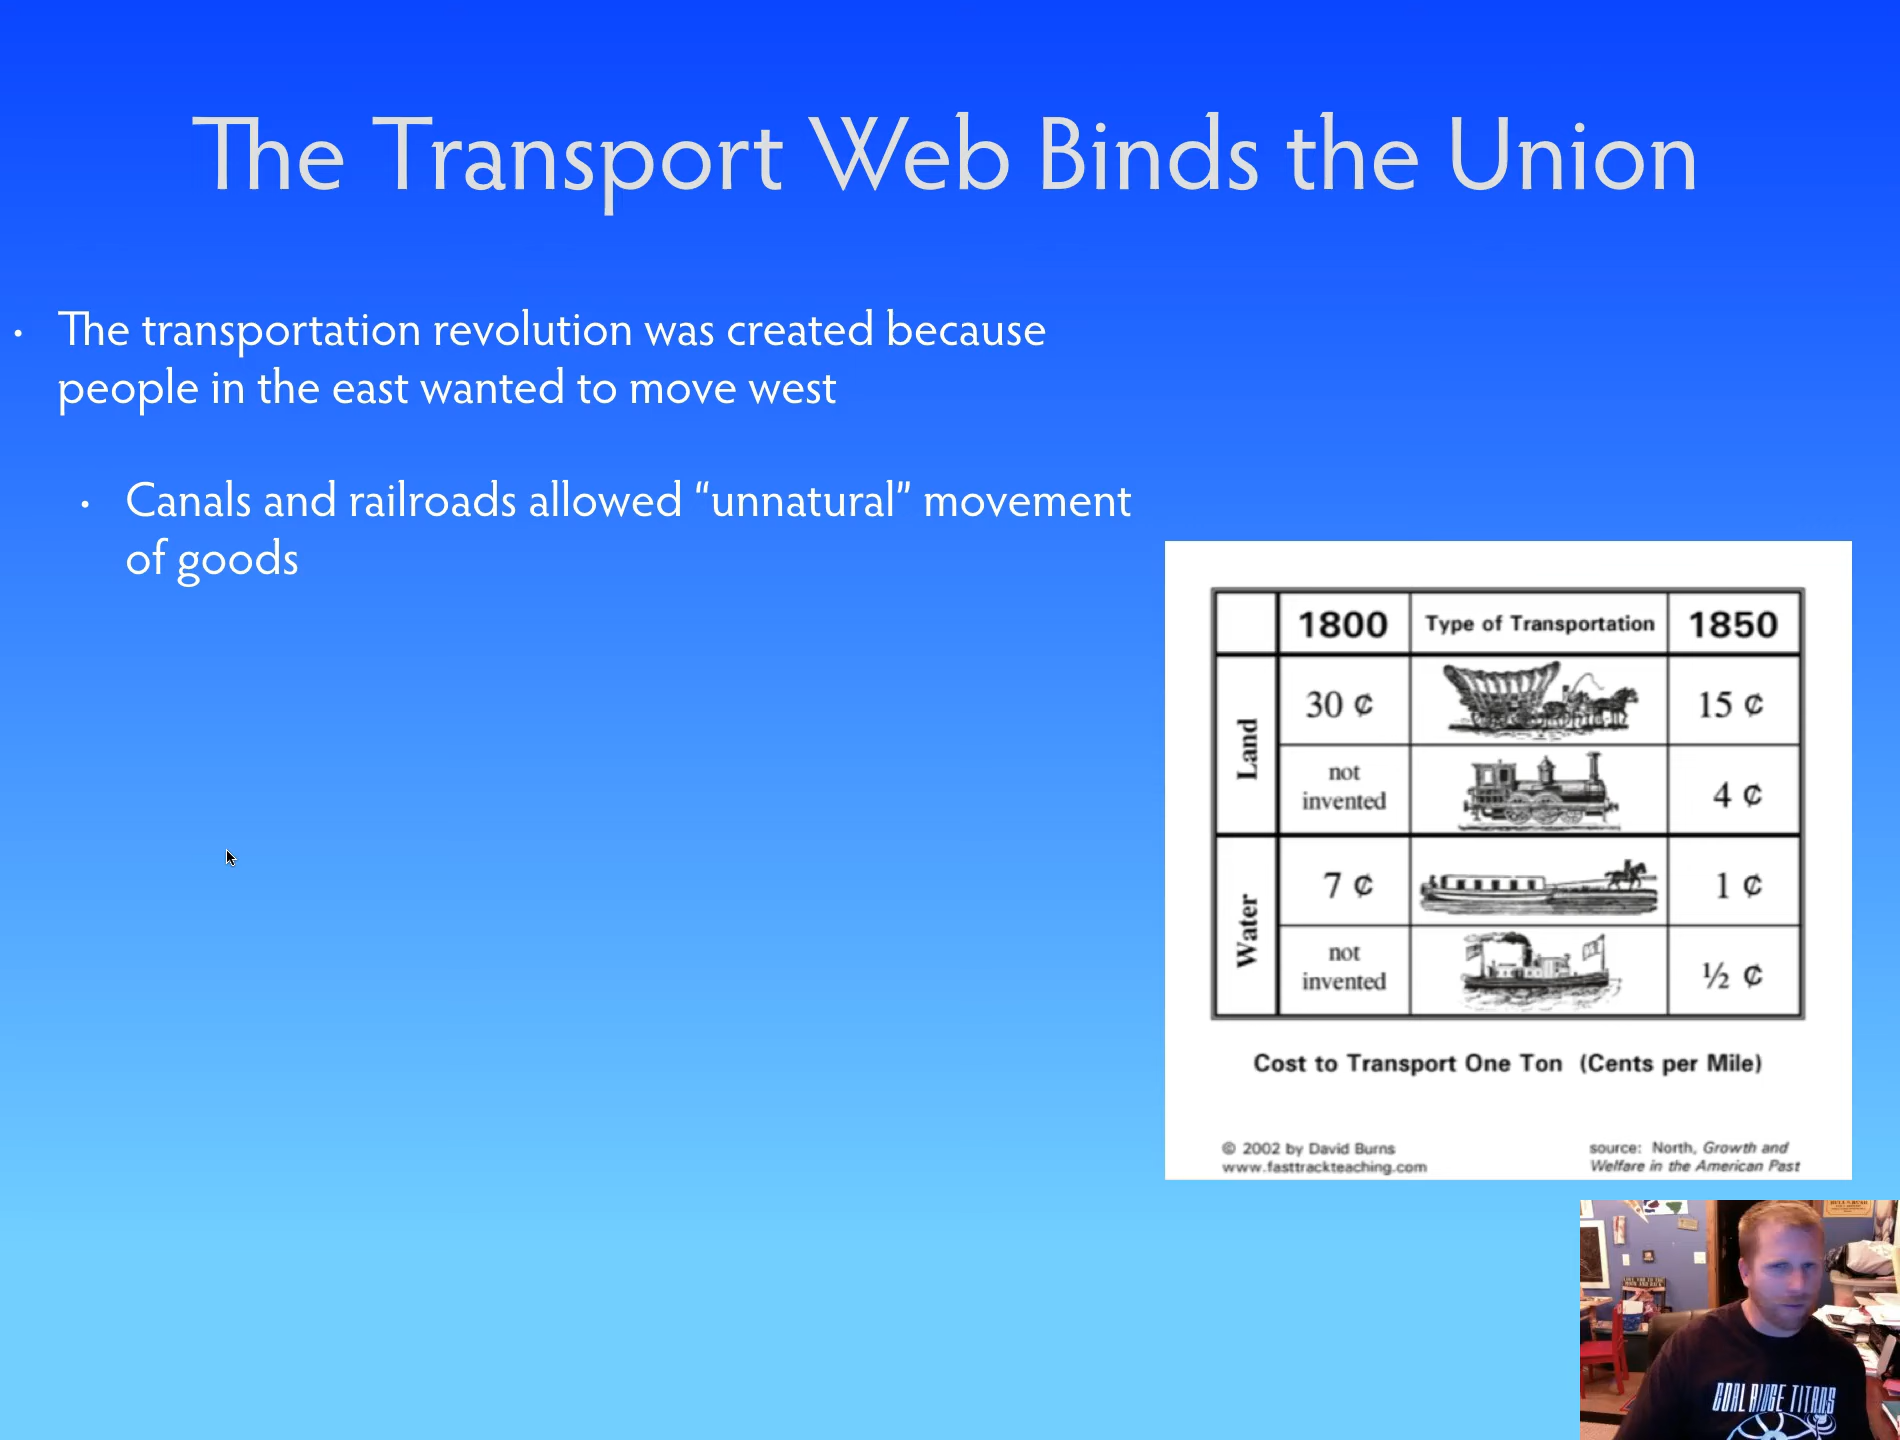 The Transport Web Binds the Union
• The transportation revolution was created because
people in the east wanted to move west
• Canals and railroads allowed “unnatural” movement
of goods
1800 Type of Transportation 1850
Land
30 ¢ 15 ¢
not
invented
4 ¢
Water
7 ¢ 1 ¢
not
invented
½ ¢
Cost to Transport One Ton (Cents per Mile)
© 2002 by David Burns
www.fasttrackteaching.com
source: North, Growth and
Welfare in the American Past
COAL RIDGE TITANS